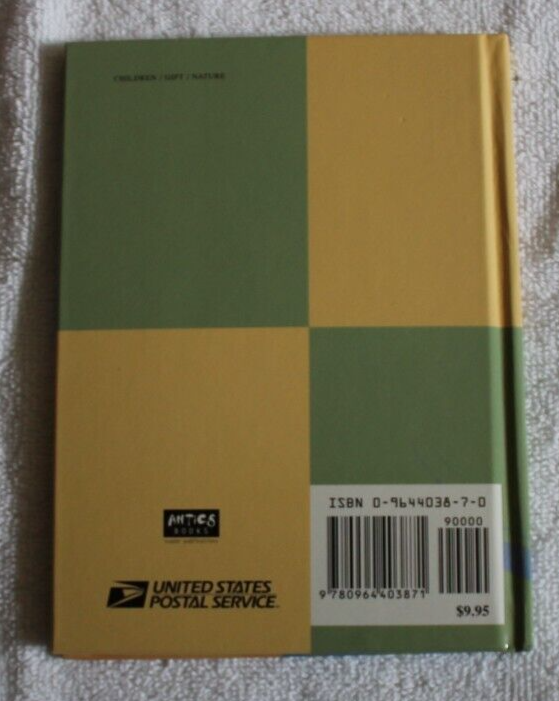 CHILDREN / GIFT / NATURE
ANTICS
BOOKS
UNITED STATES
POSTAL SERVICE
ISBN 0-9644038-7-0
90000
9 780964 403871
$9.95